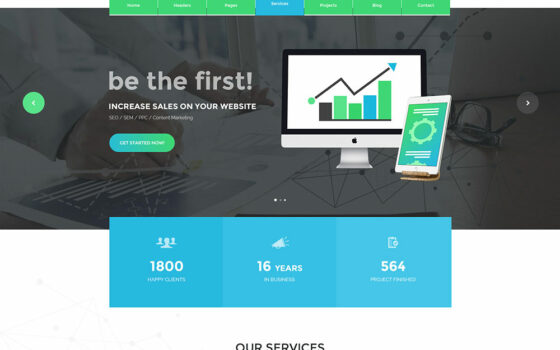 Home Headers Pages Services Projects Blog Contact
be the first!
INCREASE SALES ON YOUR WEBSITE
SEO / SEM / PPC / Content Marketing
GET STARTED NOW!
1800 16 YEARS 564
HAPPY CLIENTS IN BUSINESS PROJECT FINISHED
OUR SERVICES